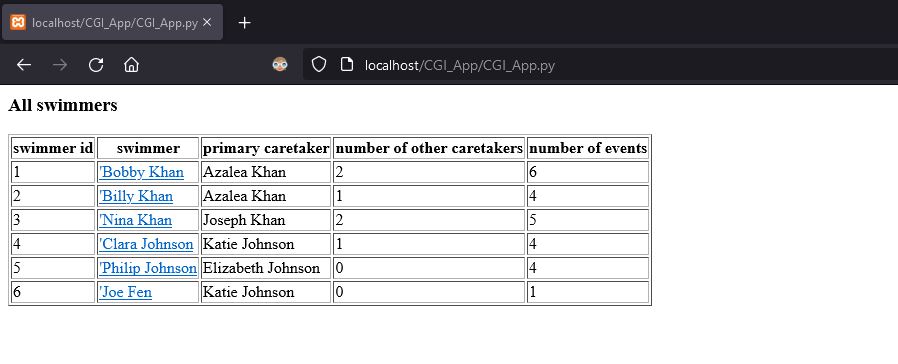 localhost/CGI_App/CGI_App.py
localhost/CGI_App/CGI_App.py
All swimmers
swimmer id swimmer primary caretaker number of other caretakers number of events
1 'Bobby Khan Azalea Khan 2 6
2 'Billy Khan Azalea Khan 1 4
3 'Nina Khan Joseph Khan 2 5
4 'Clara Johnson Katie Johnson 1 4
5 'Philip Johnson Elizabeth Johnson 0 4
6 'Joe Fen Katie Johnson 0 1